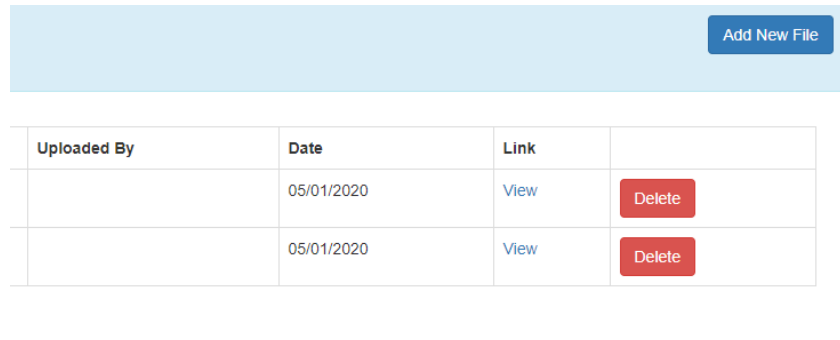 Add New File
Uploaded By Date Link
05/01/2020 View Delete
05/01/2020 View Delete